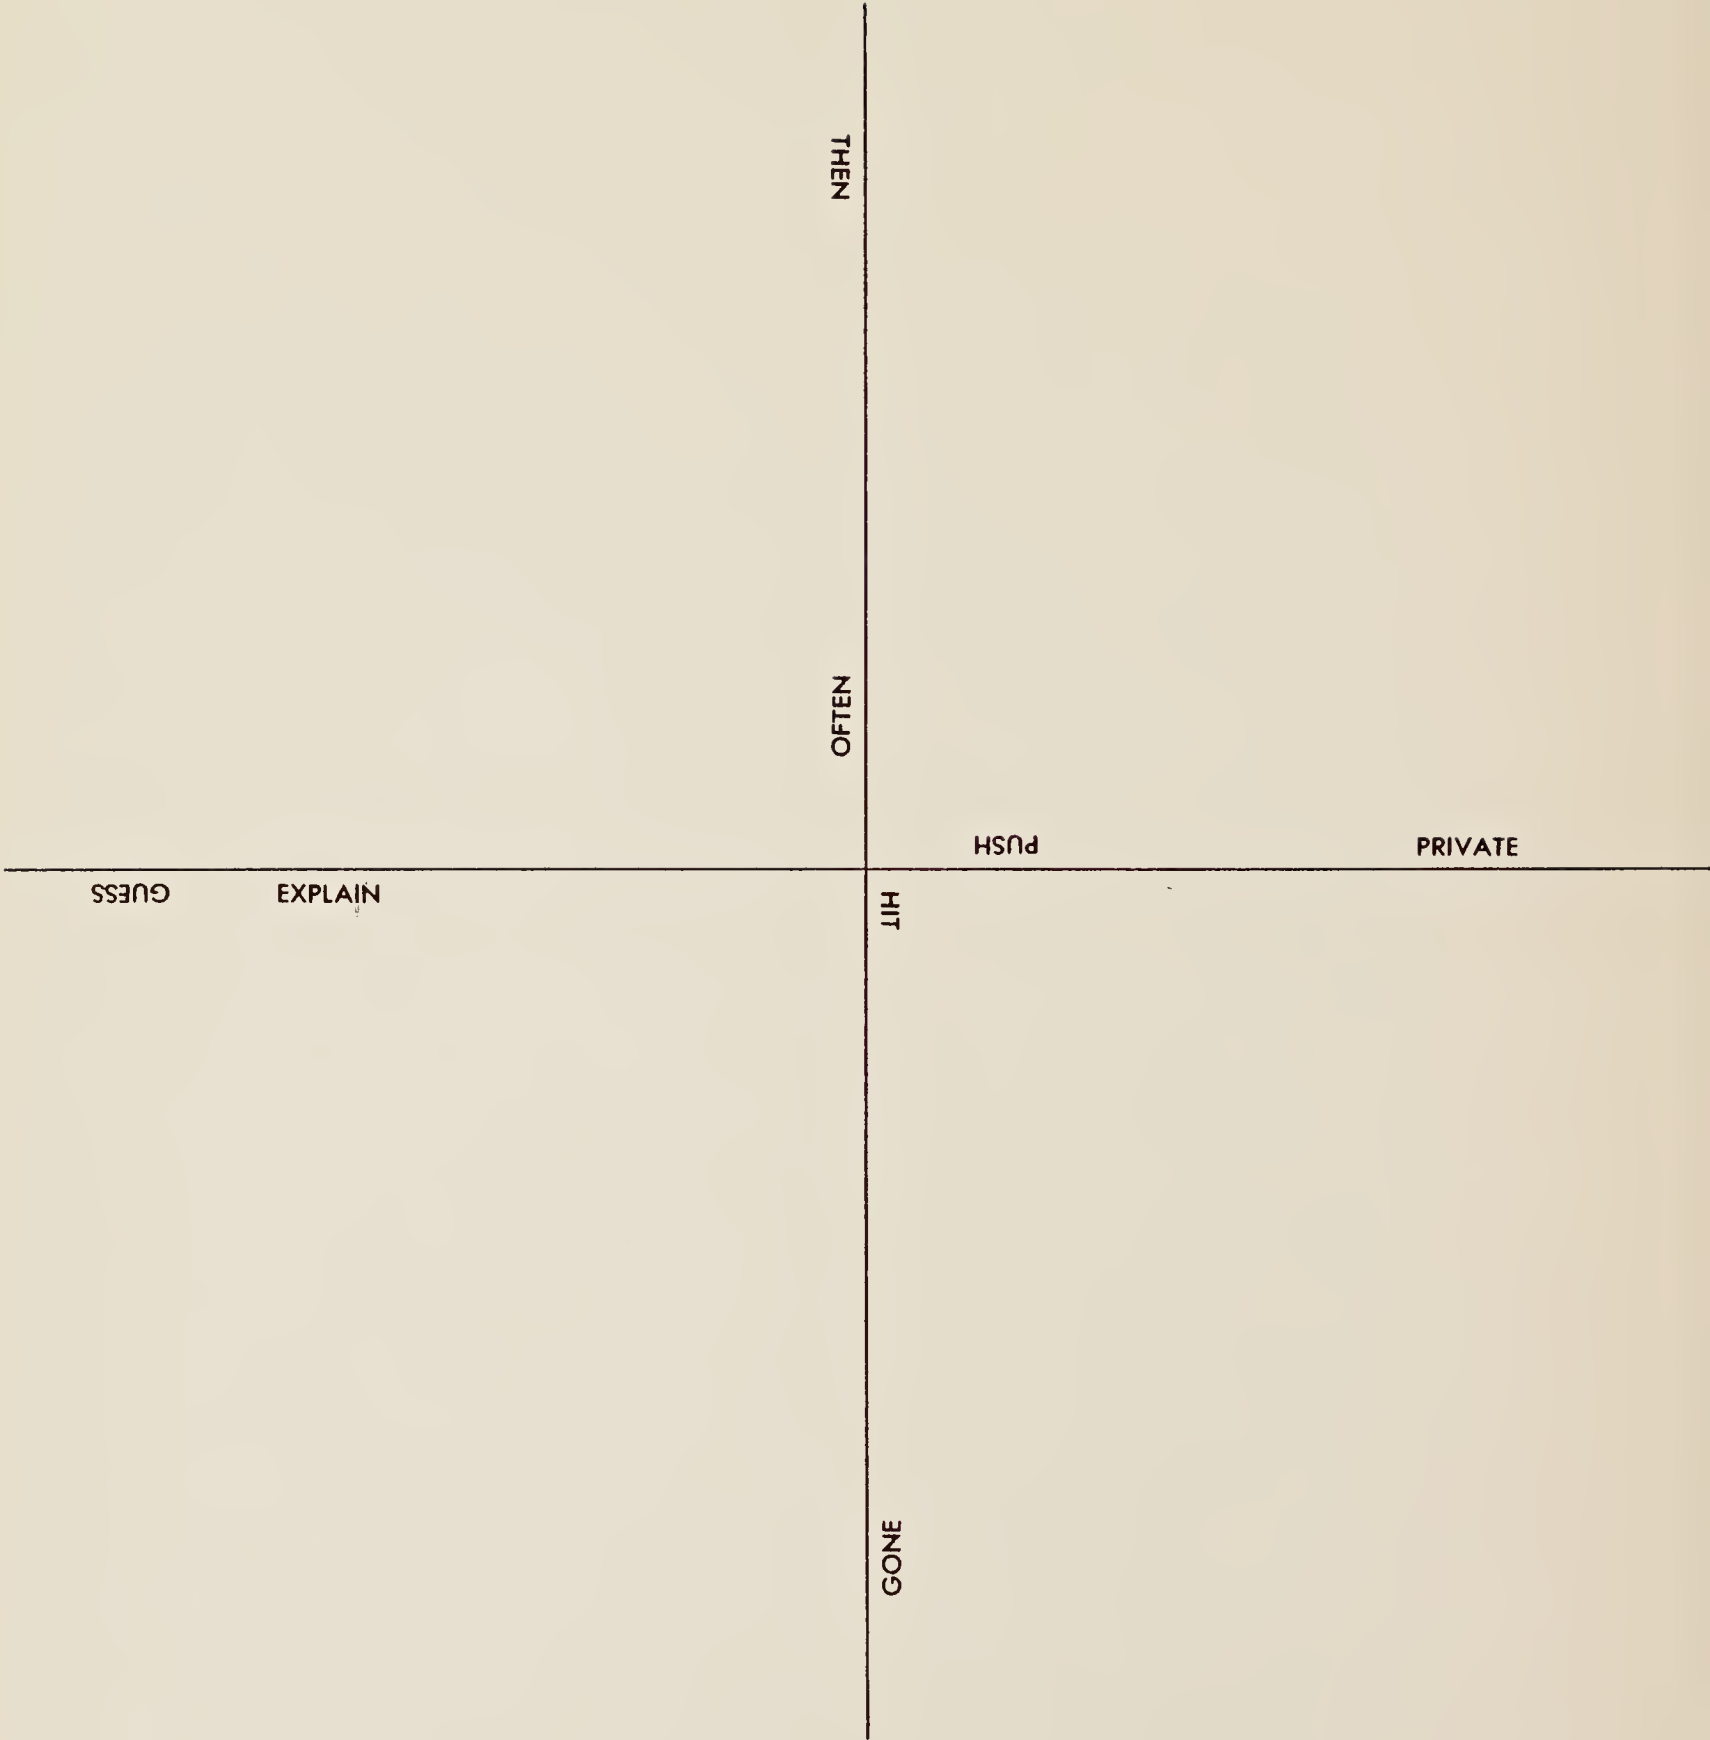 THEN
OFTEN
PUSH
PRIVATE
GUESS
EXPLAIN
HIT
GONE